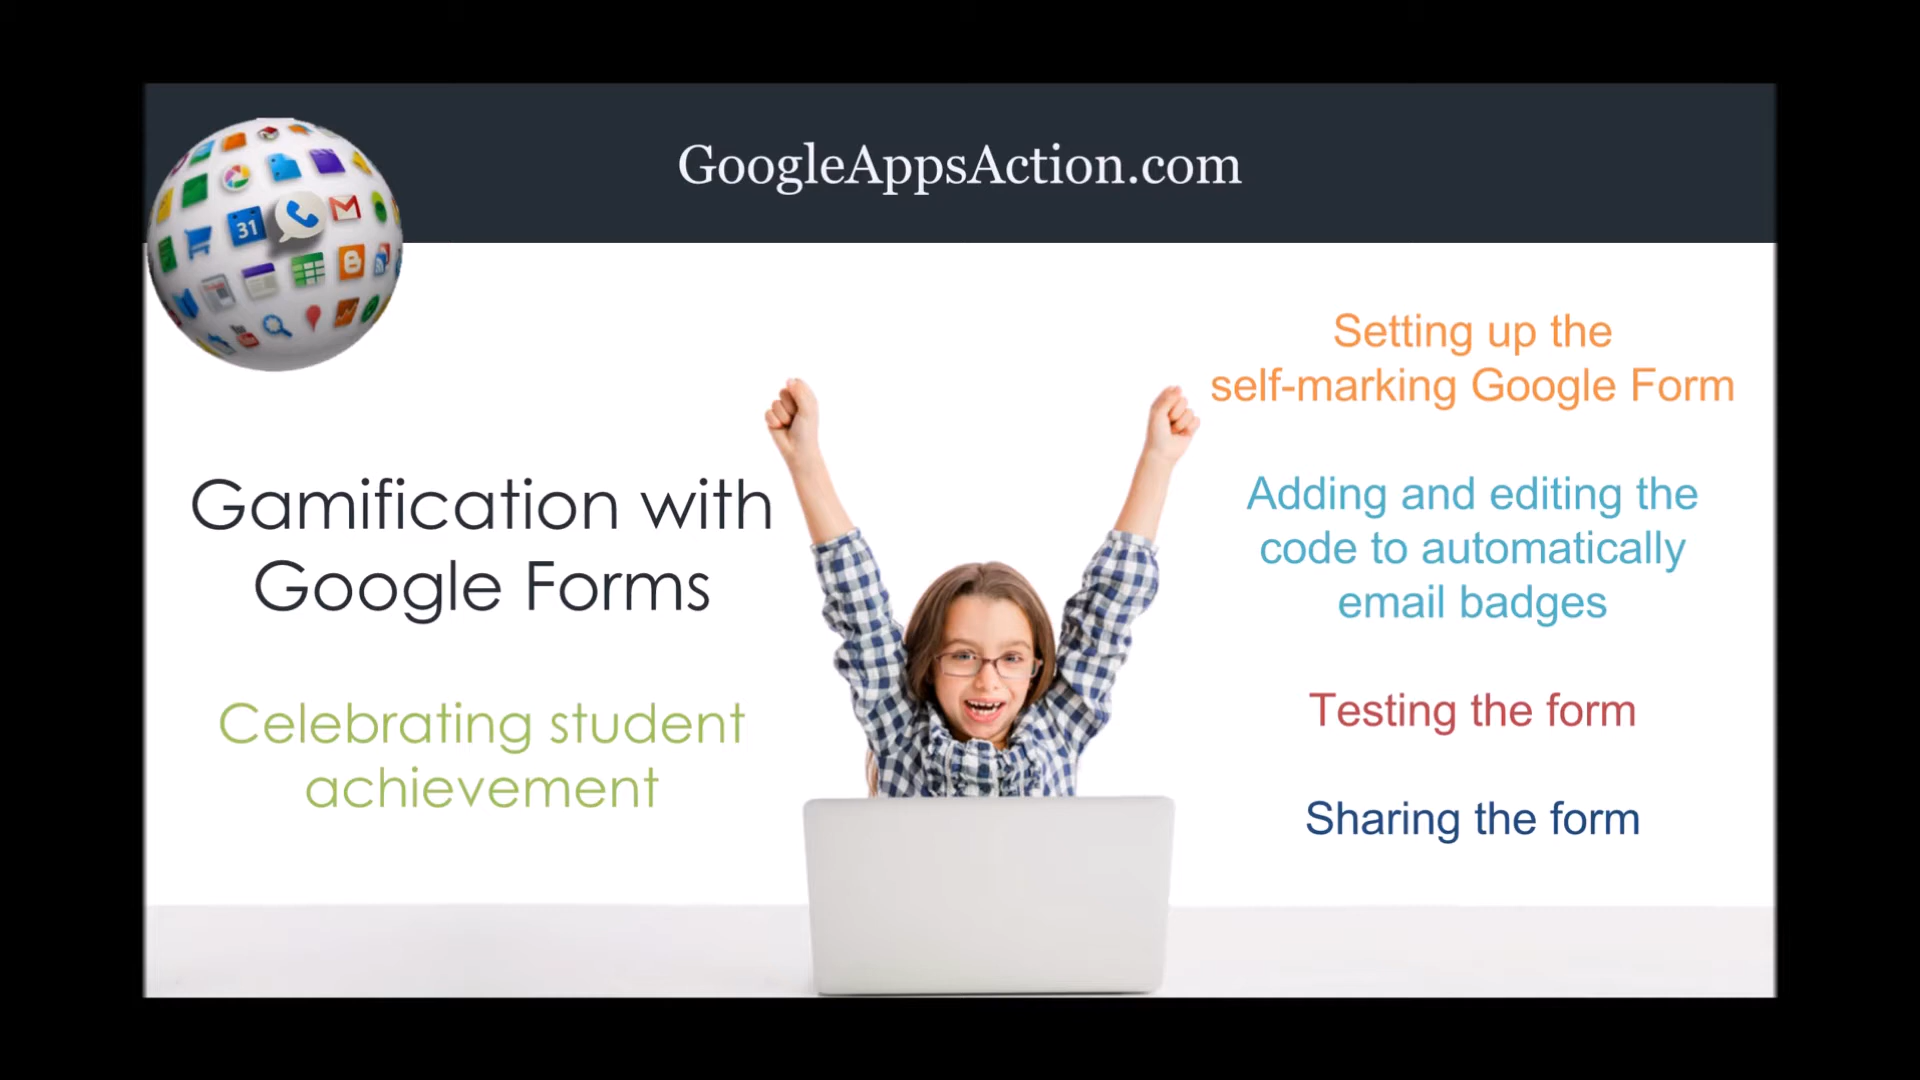 GoogleAppsAction.com
31
Gamification with
Google Forms
Celebrating student
achievement
Setting up the
self-marking Google Form
Adding and editing the
code to automatically
email badges
Testing the form
Sharing the form